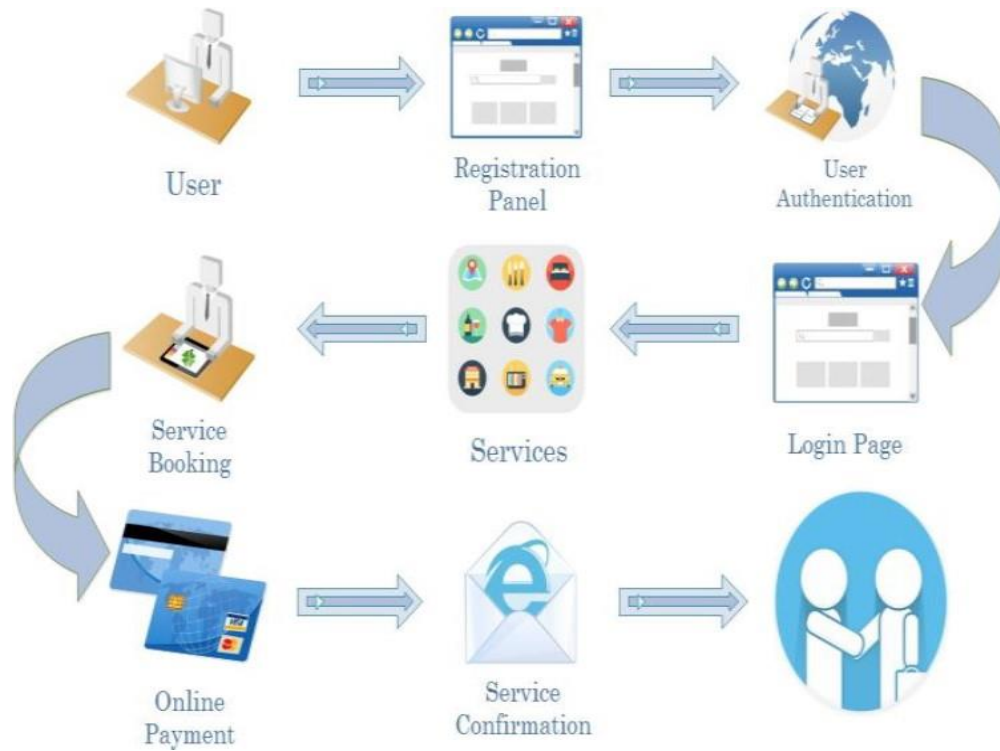 User
Registration
Panel
User
Authentication
Service
Booking
Services
Login Page
Online
Payment
Service
Confirmation